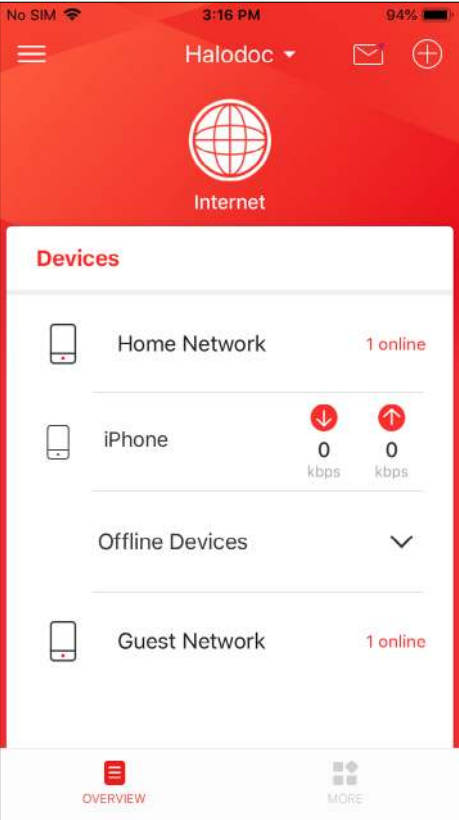 No SIM 3:16 PM 94%
Halodoc
Internet
Devices
Home Network 1 online
iPhone 0 0
kbps kbps
Offline Devices
Guest Network 1 online
OVERVIEW MORE